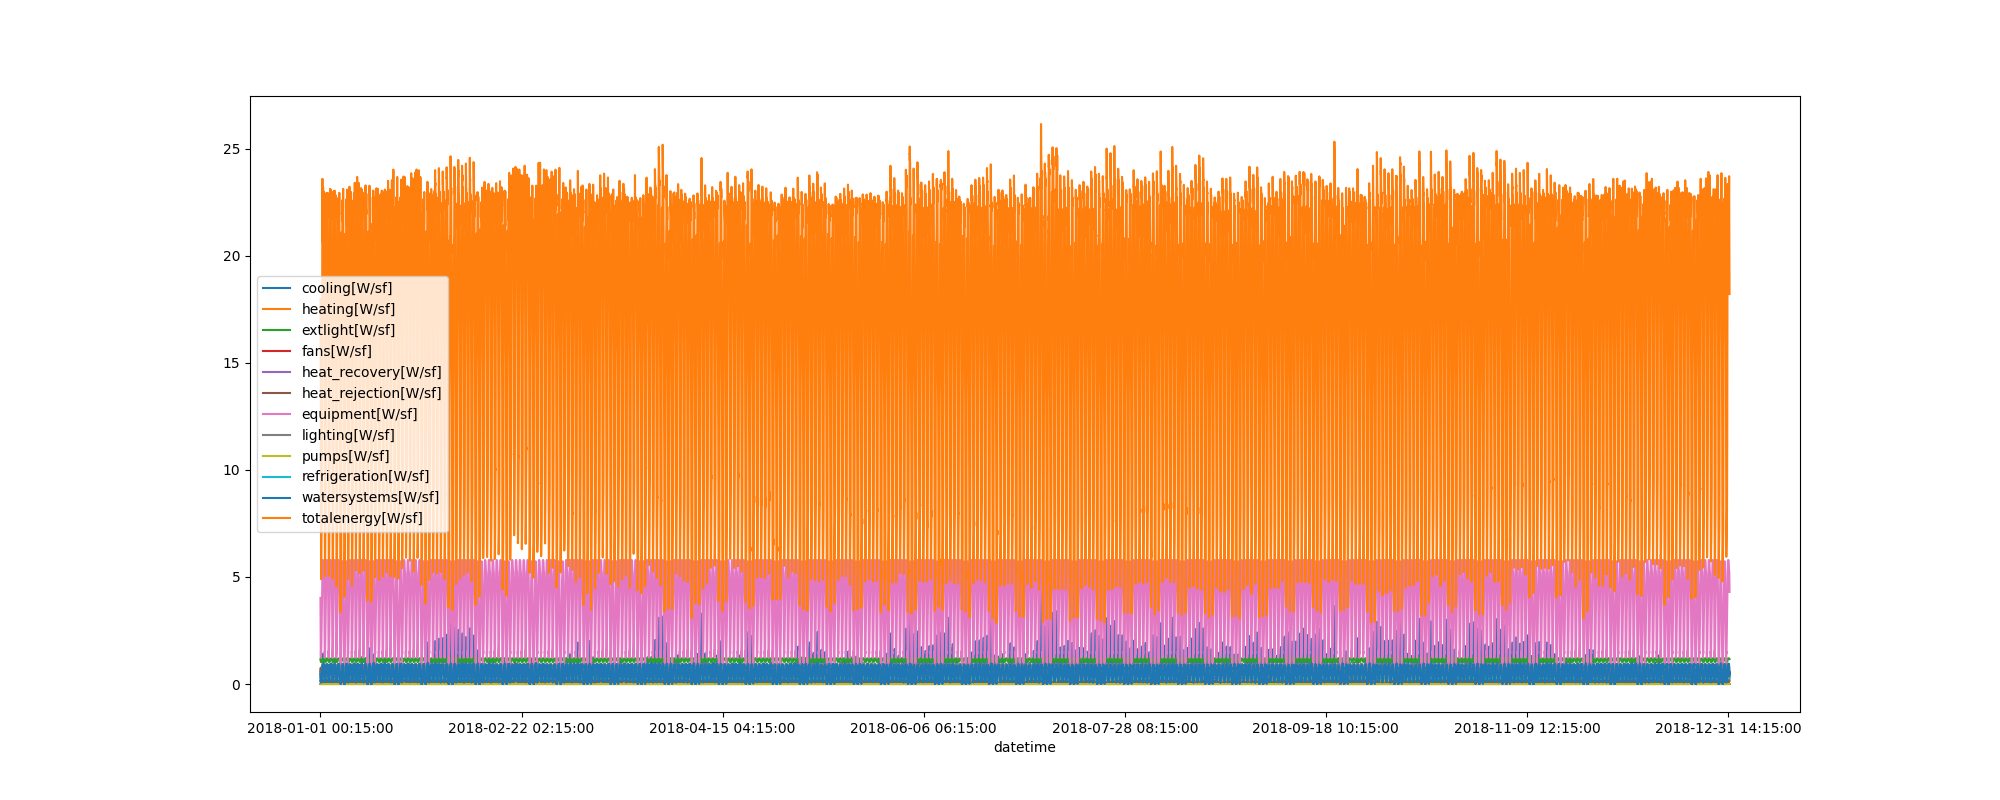 25
20
15
10
5
0
cooling[W/sf]
heating[W/sf]
extlight[W/sf]
fans[W/sf]
heat_recovery[W/sf]
heat_rejection[W/sf]
equipment[W/sf]
lighting[W/sf]
pumps[W/sf]
refrigeration[W/sf]
watersystems[W/sf]
totalenergy[W/sf]
2018-01-01 00:15:00 2018-02-22 02:15:00 2018-04-15 04:15:00 2018-06-06 06:15:00 2018-07-28 08:15:00 2018-09-18 10:15:00 2018-11-09 12:15:00 2018-12-31 14:15:00
datetime